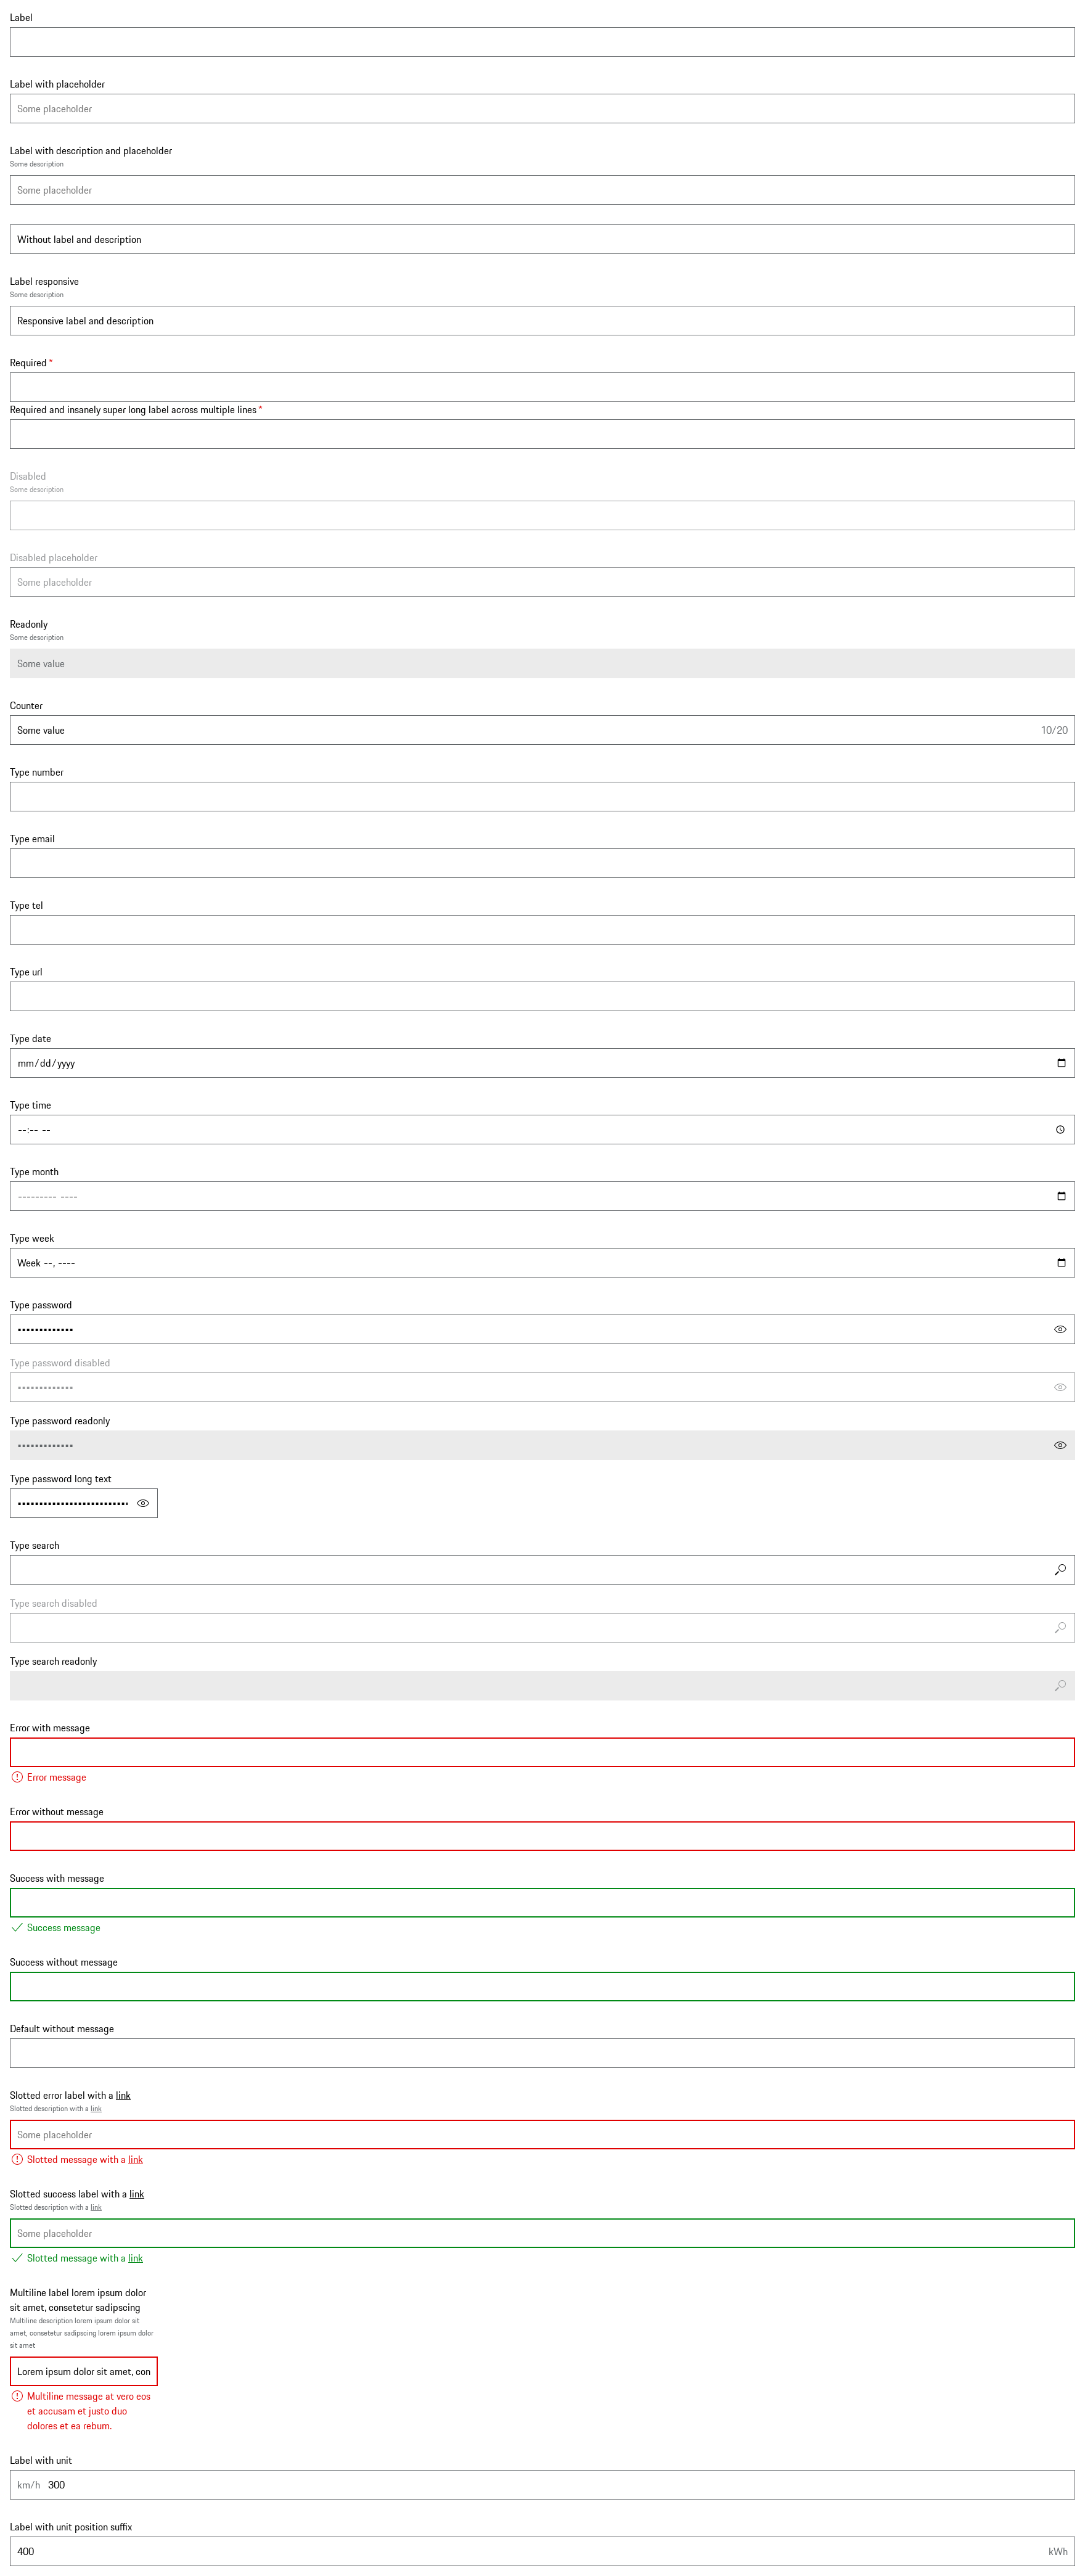 Label
Label with placeholder
Some placeholder
Label with description and placeholder
Some description
Some placeholder
Without label and description
Label responsive
Some description
Responsive label and description
Required *
Required and insanely super long label across multiple lines *
Disabled
Some description
Disabled placeholder
Some placeholder
Readonly
Some description
Some value
Counter
Some value 10/20
Type number
Type email
Type tel
Type url
Type date
mm/dd/yyyy
Type time
--:-- --
Type month
--------- ----
Type week
Week --, ----
Type password
Type password disabled
Type password readonly
Type password long text
Type search
Type search disabled
Type search readonly
Error with message
Error message
Error without message
Success with message
Success message
Success without message
Default without message
Slotted error label with a link
Slotted description with a link
Some placeholder
Slotted message with a link
Slotted success label with a link
Slotted description with a link
Some placeholder
Slotted message with a link
Multiline label lorem ipsum dolor
sit amet, consetetur sadipscing
Multiline description lorem ipsum dolor sit
amet, consetetur sadipscing lorem ipsum dolor
sit amet
Lorem ipsum dolor sit amet, con
Multiline message at vero eos
et accusam et justo duo
dolores et ea rebum.
Label with unit
km/h 300
Label with unit position suffix
400 kWh